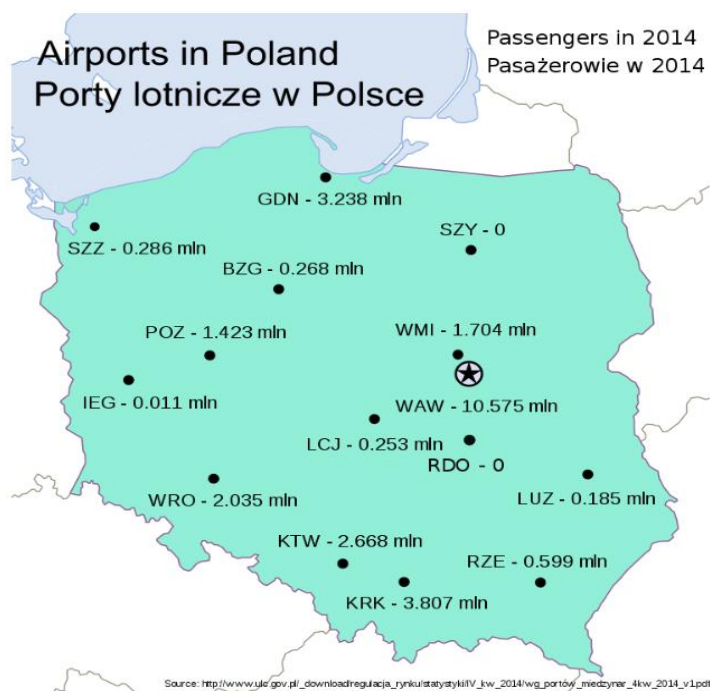 Airports in Poland
Porty lotnicze w Polsce
Passengers in 2014
Pasażerowie w 2014
GDN - 3.238 mln
SZZ - 0.286 mln
SZY - 0
BZG - 0.268 mln
POZ - 1.423 mln
WMI - 1.704 mln
IEG - 0.011 mln
WAW - 10.575 mln
LCJ - 0.253 mln
RDO - 0
WRO - 2.035 mln
LUZ - 0.185 mln
KTW - 2.668 mln
RZE - 0.599 mln
KRK - 3.807 mln
Source: http://www.ulc.gov.pl/_download/regulacja_rynku/statystyki/IV_kw_2014/wg_portów_miedzynar_4kw_2014_v1.pdf